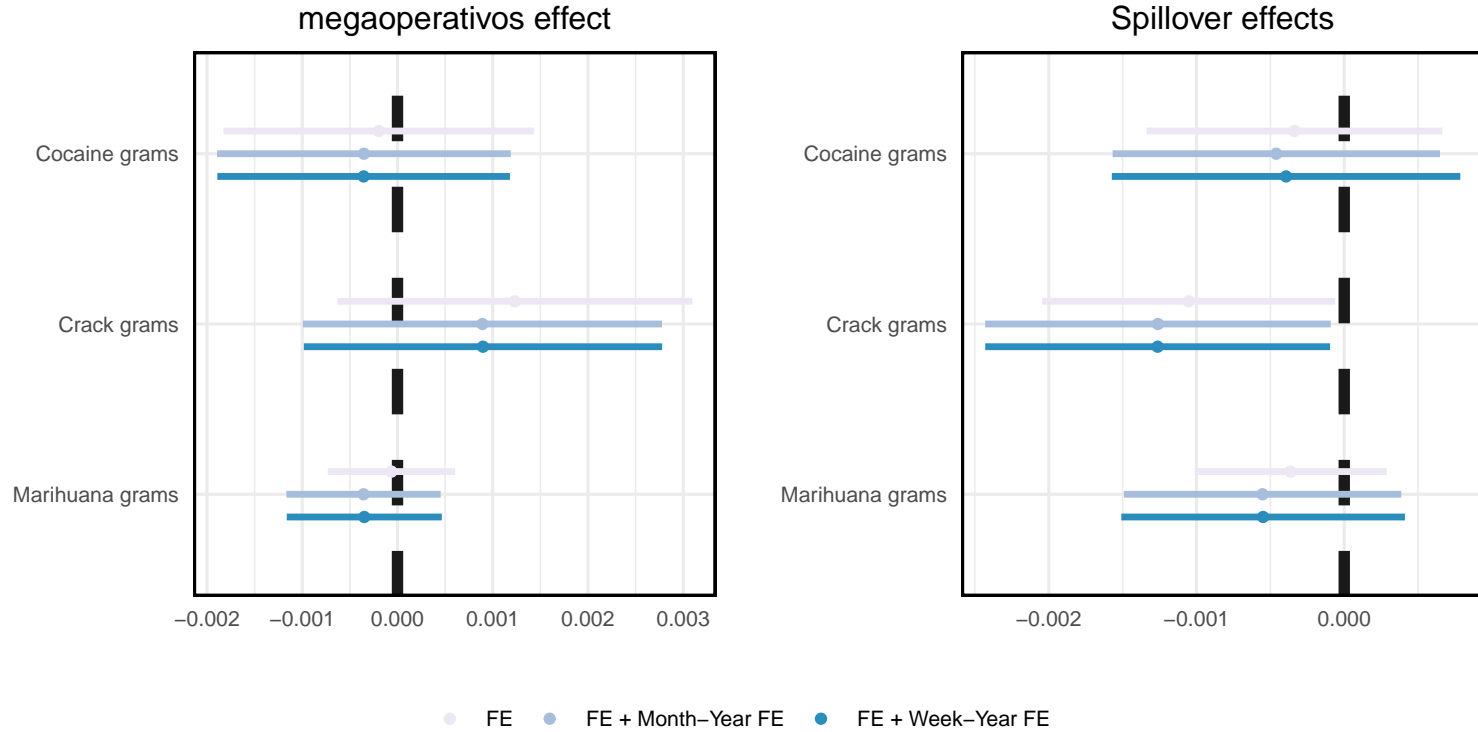 megaoperativos effect
Spillover effects
Cocaine grams
Crack grams
Marihuana grams
−0.002 −0.001 0.000 0.001 0.002 0.003
Cocaine grams
Crack grams
Marihuana grams
−0.002 −0.001 0.000
FE FE + Month−Year FE FE + Week−Year FE